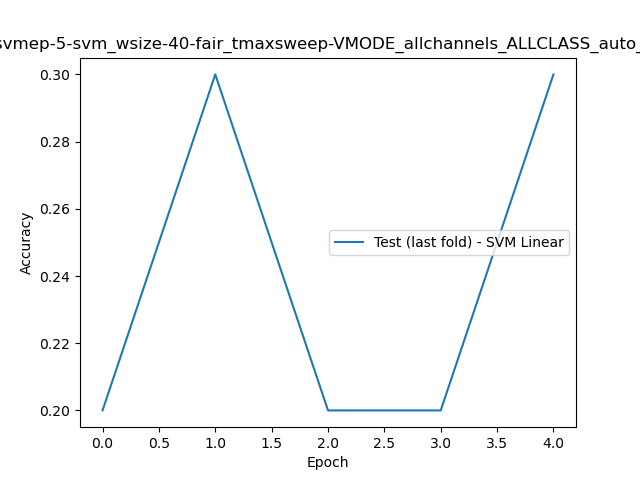 svmep-5-svm_wsize-40-fair_tmaxsweep-VMODE_allchannels_ALLCLASS_auto_
0.30
0.28
0.26
0.24
0.22
0.20
Accuracy
Test (last fold) - SVM Linear
0.0 0.5 1.0 1.5 2.0 2.5 3.0 3.5 4.0
Epoch